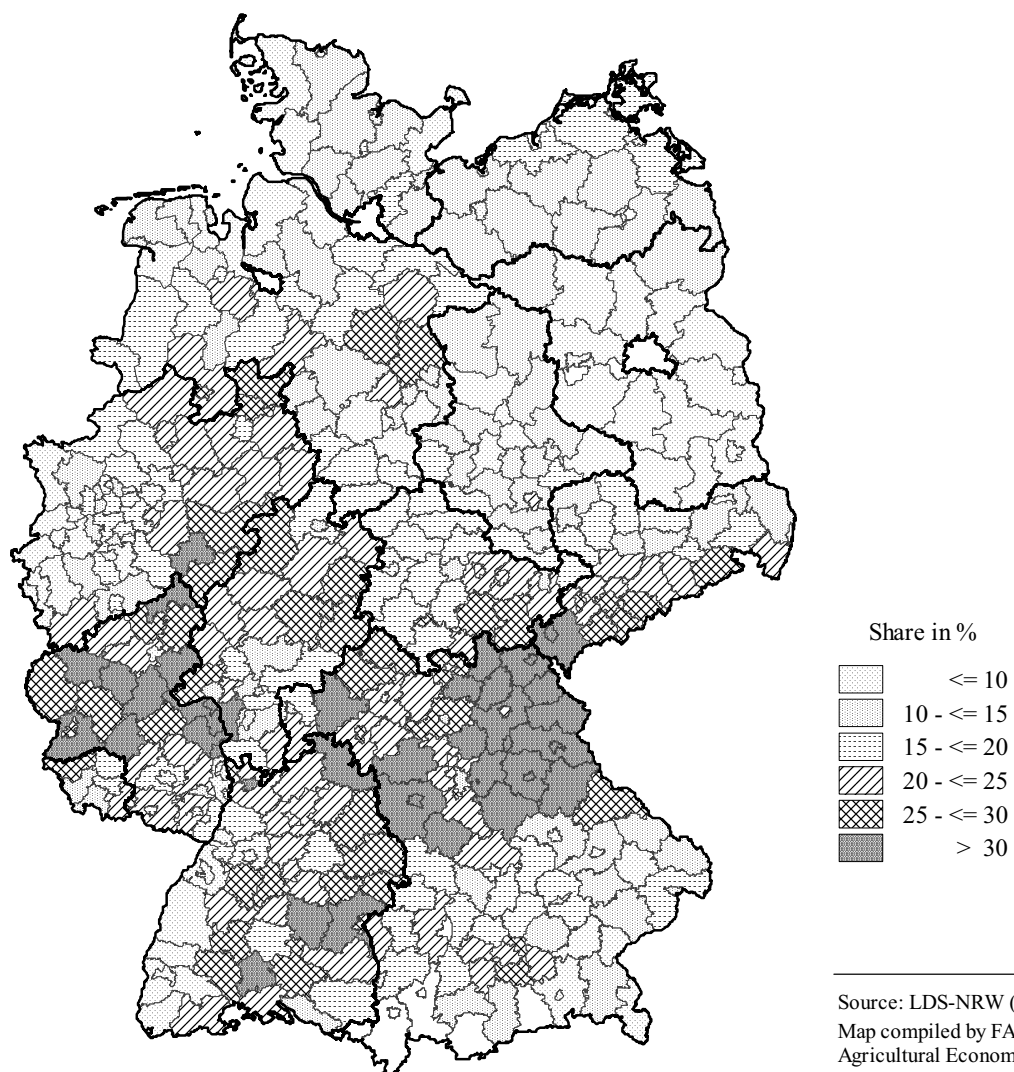 Share in %
<= 10
10 - <= 15
15 - <= 20
20 - <= 25
25 - <= 30
> 30
Source: LDS-NRW (
Map compiled by FA
Agricultural Econom